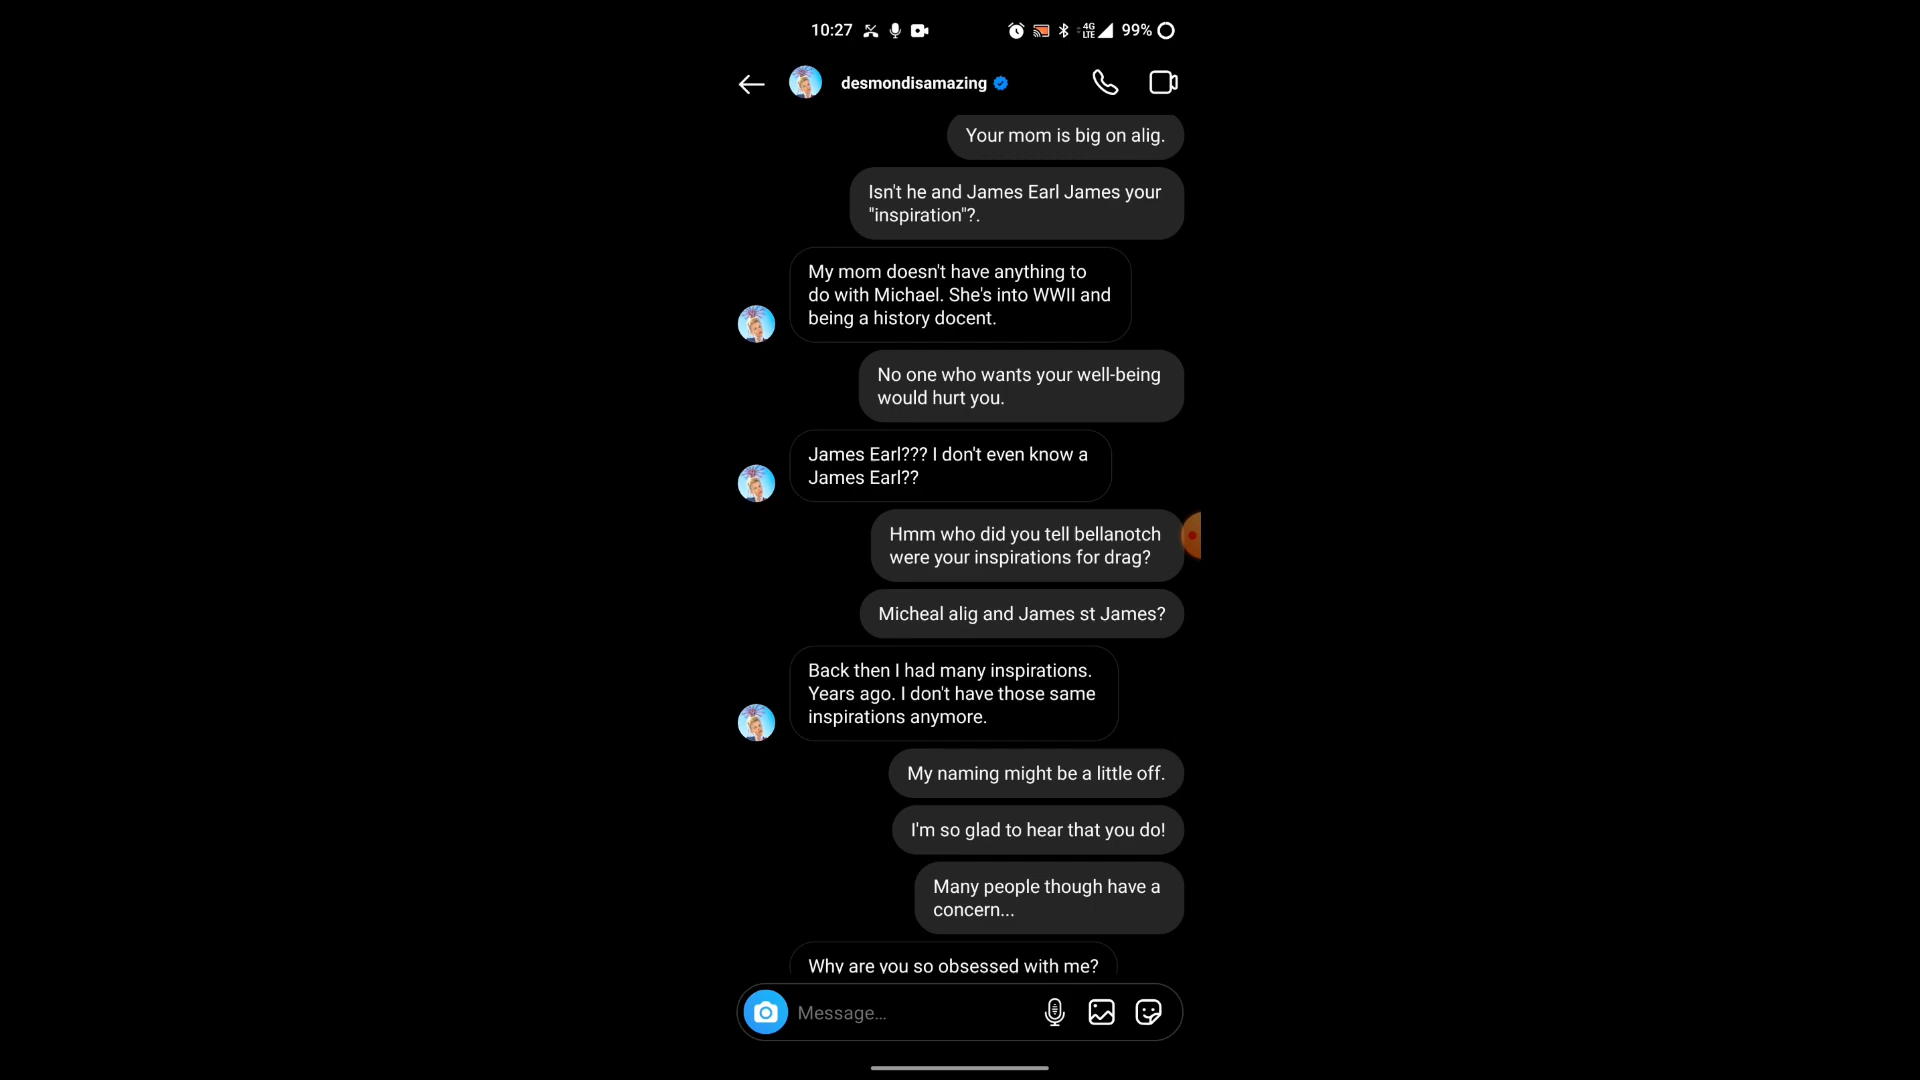 10:27
4G
LTE
99%
desmondisamazing
Your mom is big on alig.
Isn't he and James Earl James your
"inspiration"?.
My mom doesn't have anything to
do with Michael. She's into WWII and
being a history docent.
No one who wants your well-being
would hurt you.
James Earl??? I don't even know a
James Earl??
Hmm who did you tell bellanotch
were your inspirations for drag?
Micheal alig and James st James?
Back then I had many inspirations.
Years ago. I don't have those same
inspirations anymore.
My naming might be a little off.
I'm so glad to hear that you do!
Many people though have a
concern...
Why are you so obsessed with me?
Message...